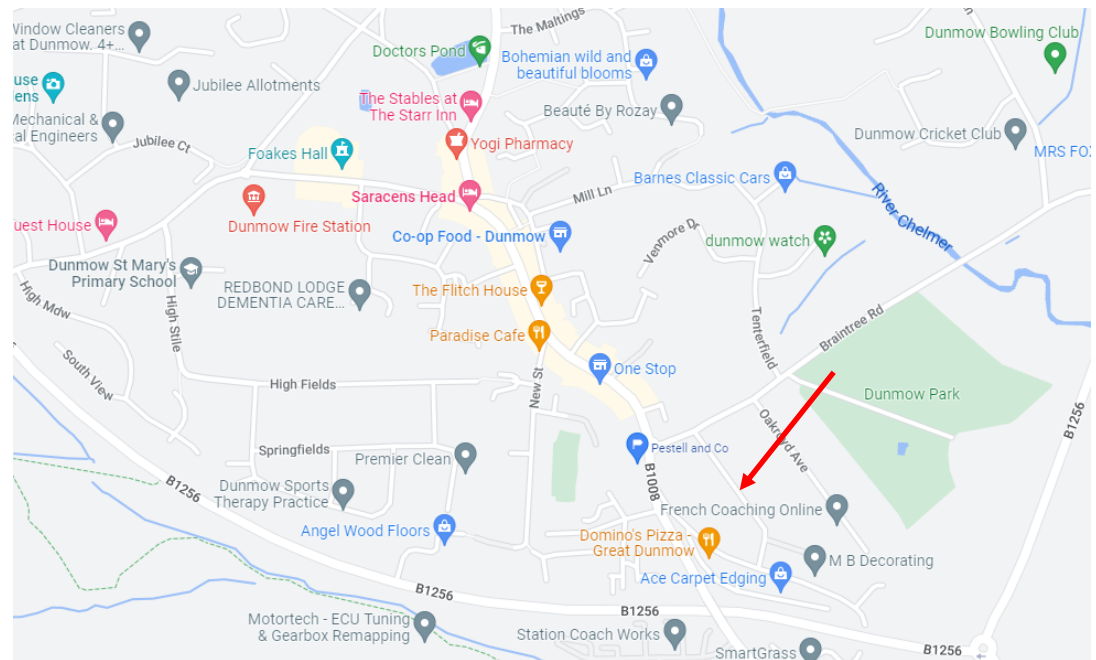 The Maltings
Window Cleaners
at Dunmow. 4+...
Doctors Pond
Bohemian wild and
beautiful blooms
Dunmow Bowling Club
use
ens
Jubilee Allotments
The Stables at
The Starr Inn
Beauté By Rozay
Mechanical &
al Engineers
Jubilee Ct
Foakes Hall
Yogi Pharmacy
Dunmow Cricket Club
MRS FO
Barnes Classic Cars
Saracens Head
Mill Ln
River Chelmer
uest House
Dunmow Fire Station
Co-op Food - Dunmow
Venmore D
dunmow watch
Dunmow St Mary's
Primary School
REDBOND LODGE
DEMENTIA CARE...
The Flitch House
High Mdw
High Stile
Paradise Cafe
Tenterfield
Braintree Rd
South View
High Fields
New St
One Stop
Dunmow Park
B1256
Oakroyd Ave
Springfields
Premier Clean
Pestell and Co
B1008
B1256
Dunmow Sports
Therapy Practice
French Coaching Online
Angel Wood Floors
Domino's Pizza -
Great Dunmow
M B Decorating
Ace Carpet Edging
B1256
B1256
Motortech - ECU Tuning
& Gearbox Remapping
Station Coach Works
SmartGrass
B1256